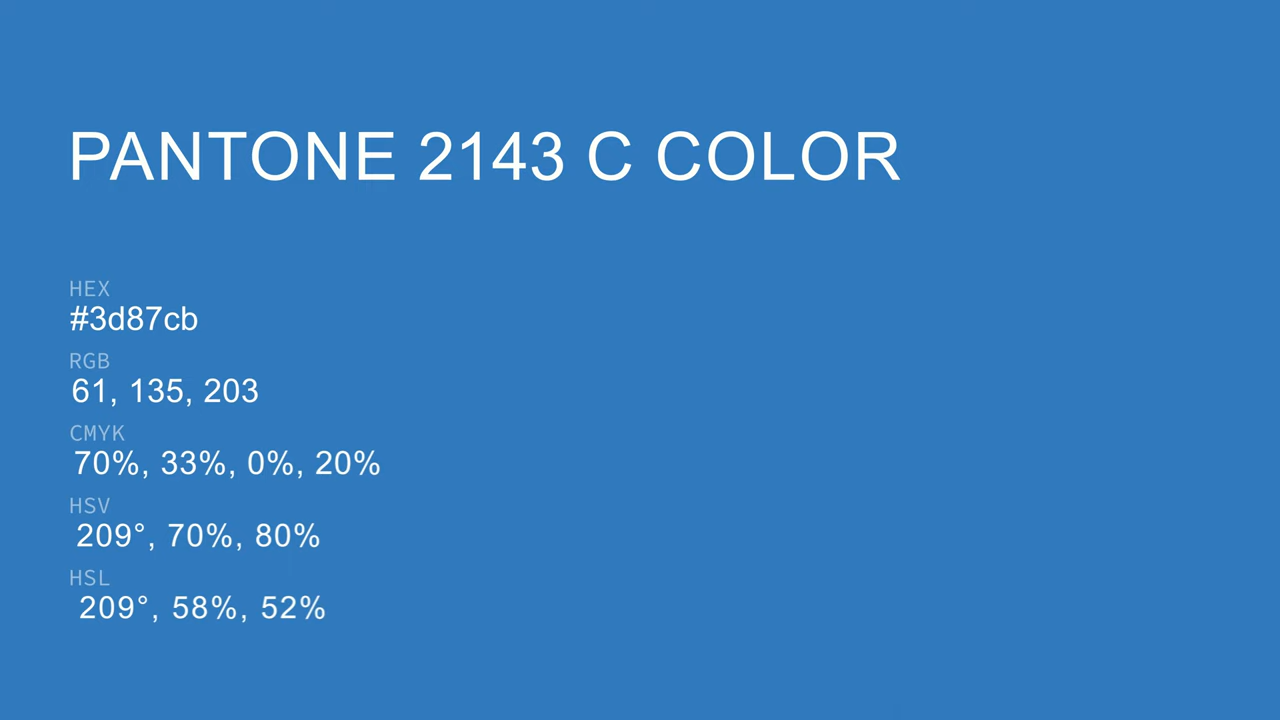 PANTONE 2143 C COLOR
HEX
#3d87cb
RGB
61, 135, 203
CMYK
70%, 33%, 0%, 20%
HSV
209°, 70%, 80%
HSL
209°, 58%, 52%